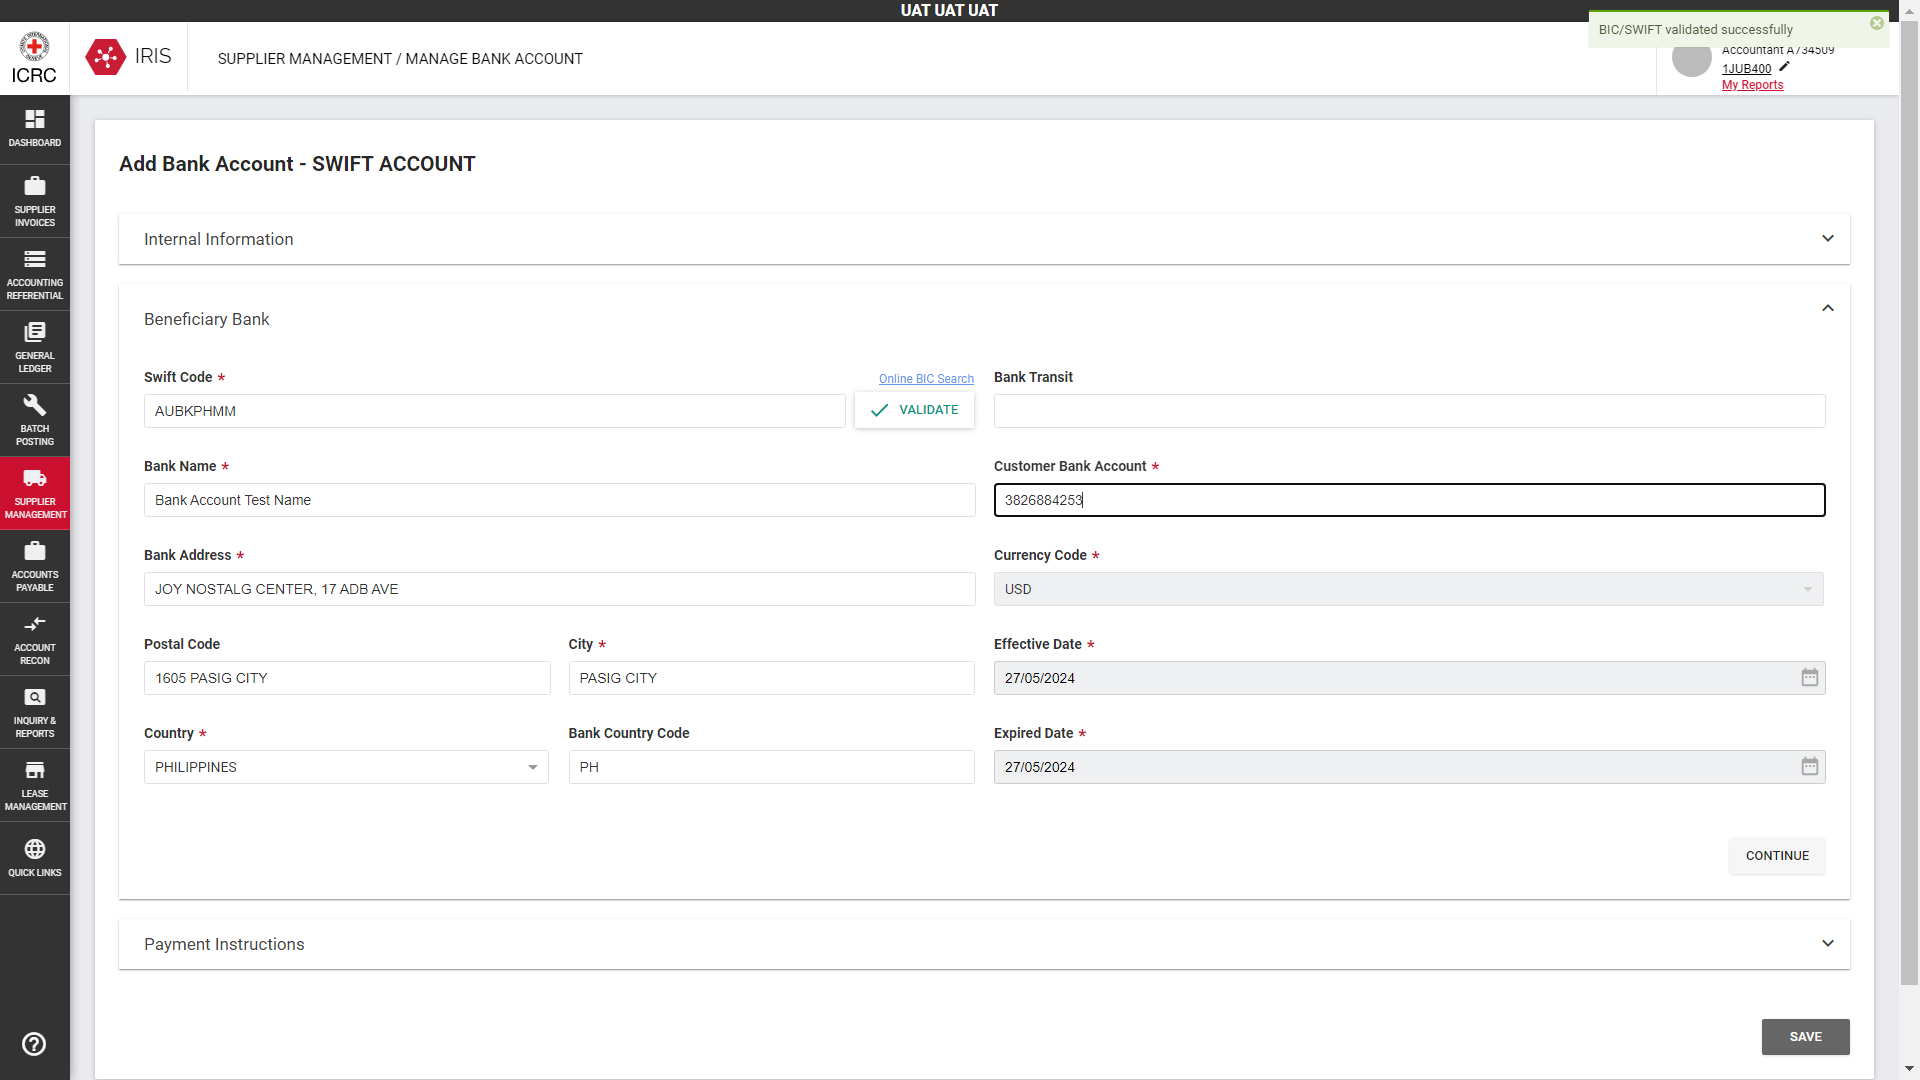 UAT UAT UAT
BIC/SWIFT validated successfully
ICRC
IRIS
SUPPLIER MANAGEMENT / MANAGE BANK ACCOUNT
Accountant A734509
1JUB400
My Reports
DASHBOARD
SUPPLIER
INVOICES
ACCOUNTING
REFERENTIAL
GENERAL
LEDGER
BATCH
POSTING
SUPPLIER
MANAGEMENT
ACCOUNTS
PAYABLE
ACCOUNT
RECON
INQUIRY &
REPORTS
LEASE
MANAGEMENT
QUICK LINKS
Add Bank Account - SWIFT ACCOUNT
Internal Information
Beneficiary Bank
Swift Code *
Online BIC Search
AUBKPHMM
VALIDATE
Bank Transit
Bank Name *
Bank Account Test Name
Customer Bank Account *
3826884253
Bank Address *
JOY NOSTALG CENTER, 17 ADB AVE
Currency Code *
USD
Postal Code
1605 PASIG CITY
City *
PASIG CITY
Effective Date *
27/05/2024
Country *
PHILIPPINES
Bank Country Code
PH
Expired Date *
27/05/2024
CONTINUE
Payment Instructions
SAVE